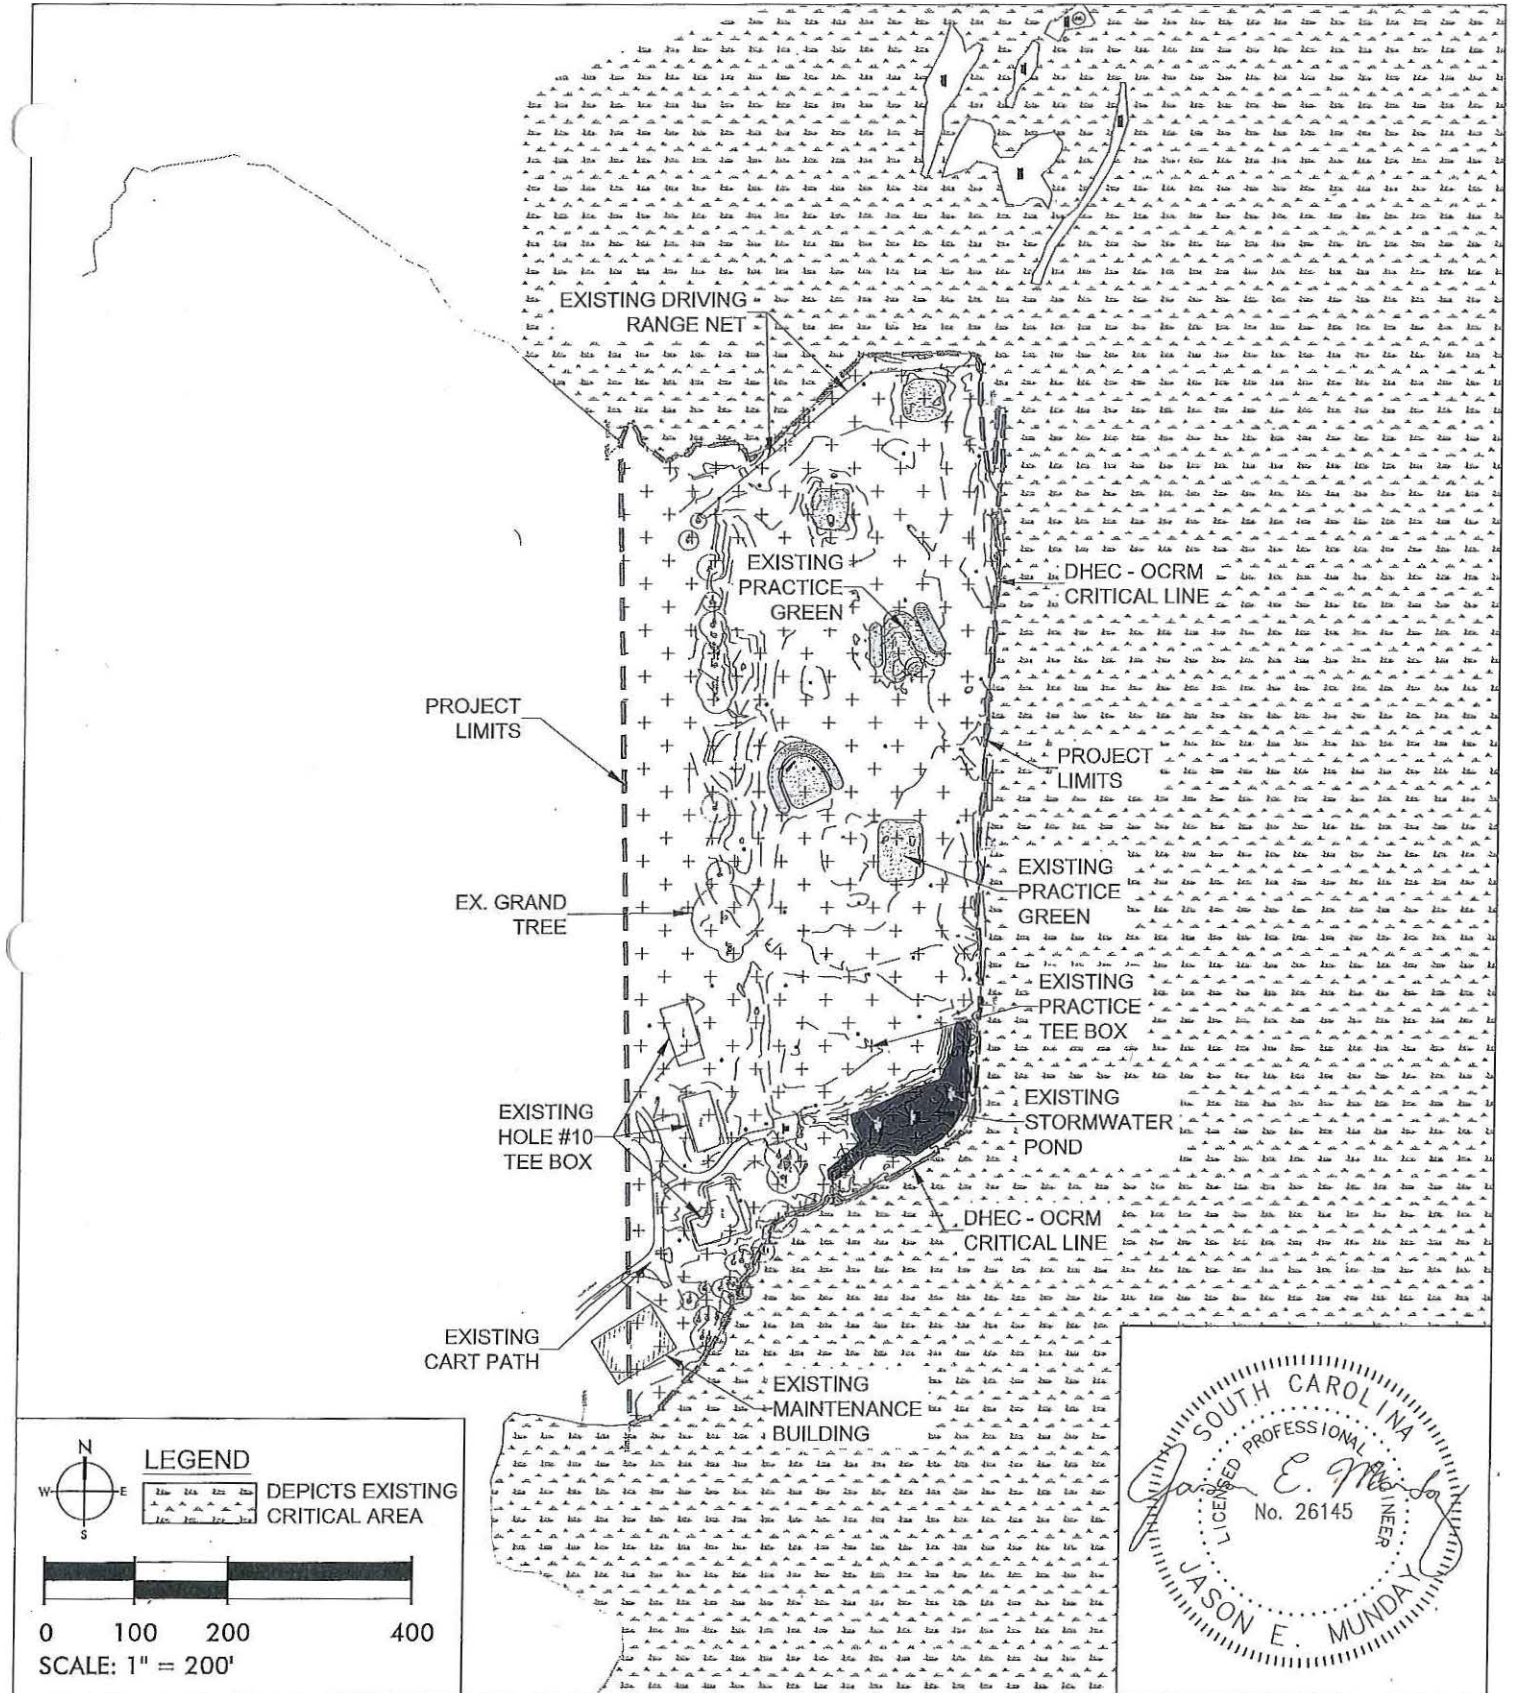 EXISTING DRIVING
RANGE NET
EXISTING
PRACTICE
GREEN
DHEC - OCRM
CRITICAL LINE
PROJECT
LIMITS
PROJECT
LIMITS
EXISTING
PRACTICE
GREEN
EX. GRAND
TREE
EXISTING
PRACTICE
TEE BOX
EXISTING
HOLE #10
TEE BOX
EXISTING
STORMWATER
POND
DHEC - OCRM
CRITICAL LINE
EXISTING
CART PATH
EXISTING
MAINTENANCE
BUILDING
N
W E
S
LEGEND
DEPICTS EXISTING
CRITICAL AREA
0 100 200 400
SCALE: 1" = 200'
SOUTH CAROLINA
LICENSED PROFESSIONAL
Jason E. Munday
No. 26145
JASON E. MUNDAY